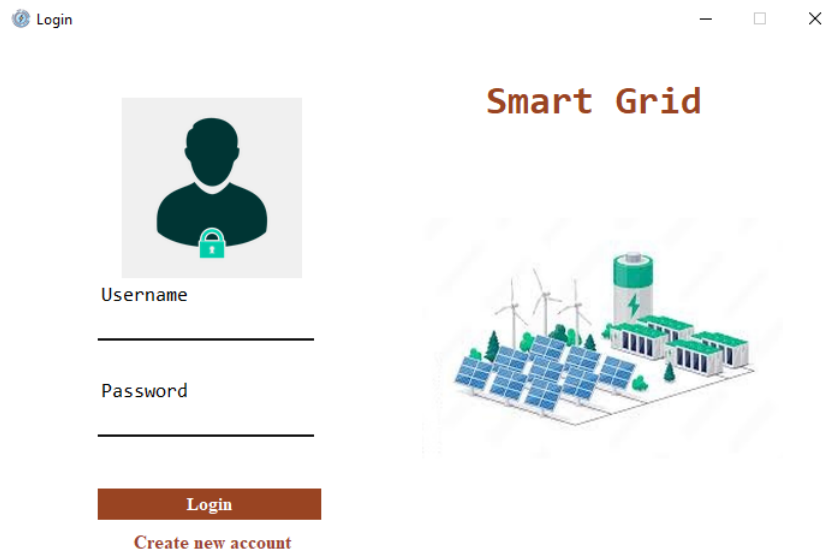 Login
Smart Grid
Username
Password
Login
Create new account